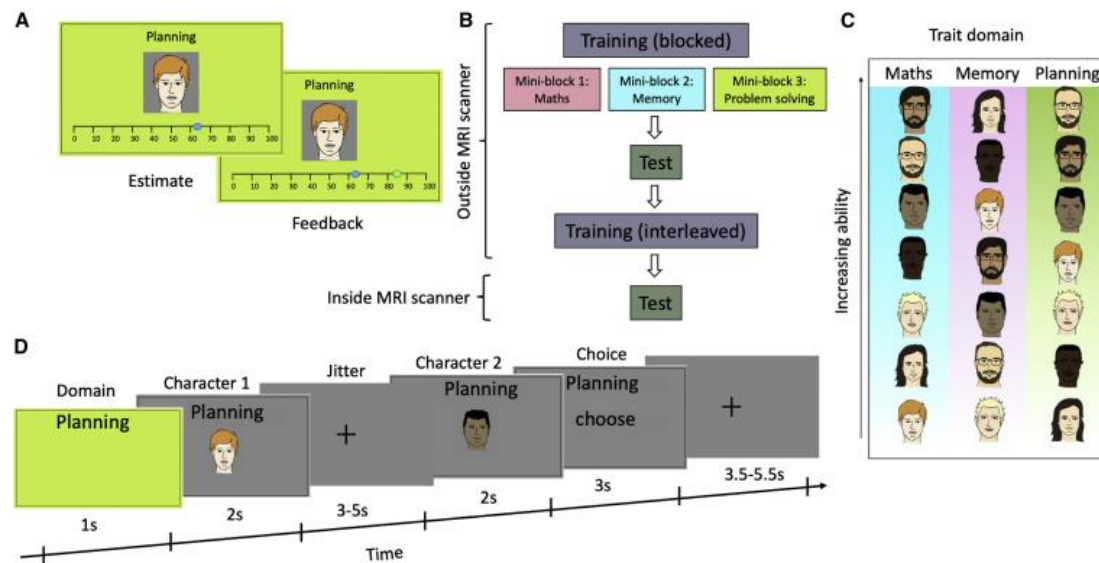 A
Planning
0 10 20 30 40 50 60 70 80 90 100
Estimate
Planning
0 10 20 30 40 50 60 70 80 90 100
Feedback
B
Outside MRI scanner
Training (blocked)
Mini-block 1:
Maths
Mini-block 2:
Memory
Mini-block 3:
Problem solving
Test
Training (interleaved)
Inside MRI scanner
Test
C
Trait domain
Maths Memory Planning
Increasing ability
D
Domain
Planning
Character 1
Planning
Jitter
+
Character 2
Planning
Choice
Planning
choose
+
1s
2s
3-5s
2s
3s
3.5-5.5s
Time